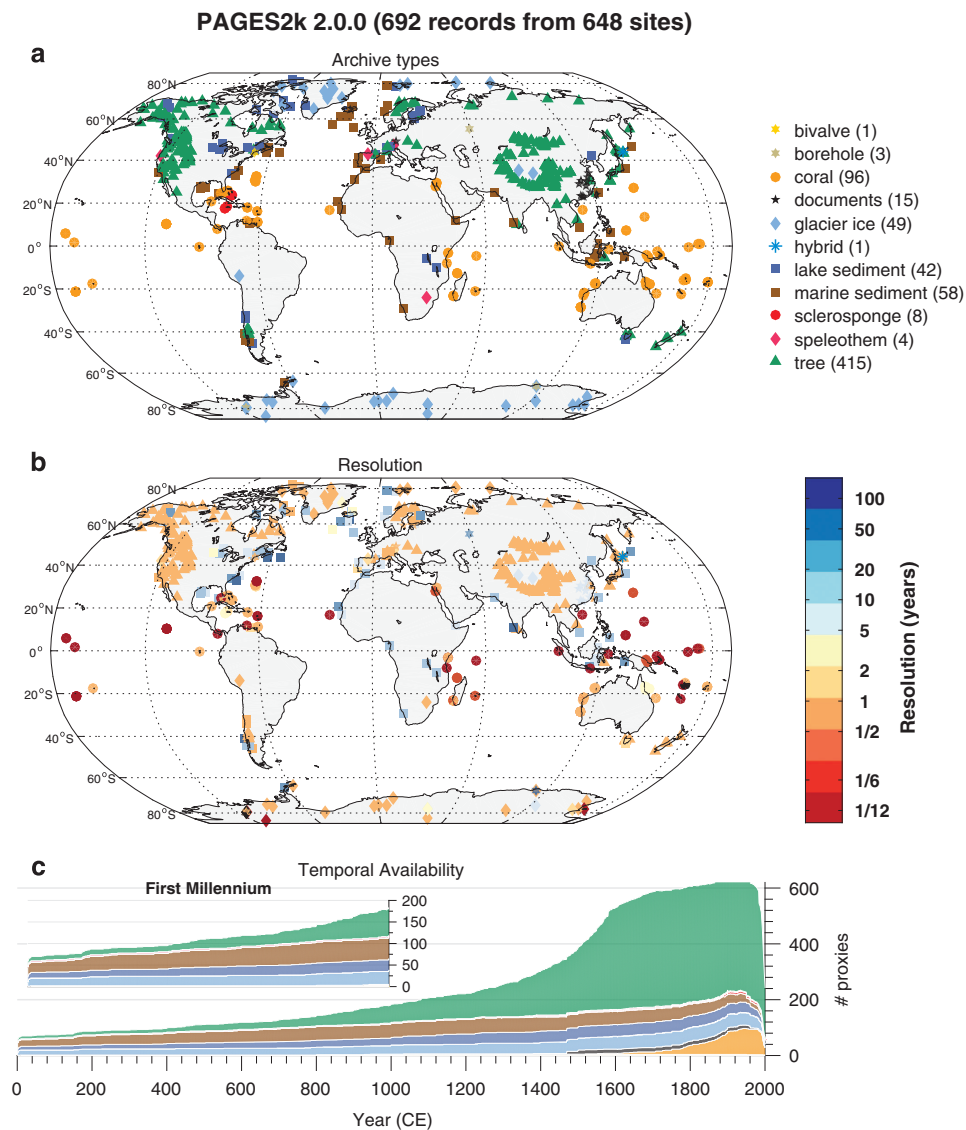 PAGES2k 2.0.0 (692 records from 648 sites)
a
Archive types
80°N
60°N
40°N
20°N
0°
20°S
40°S
60°S
80°S
bivalve (1)
borehole (3)
coral (96)
documents (15)
glacier ice (49)
hybrid (1)
lake sediment (42)
marine sediment (58)
sclerosponge (8)
speleothem (4)
tree (415)
b
Resolution
80°N
60°N
40°N
20°N
0°
20°S
40°S
60°S
80°S
100
50
20
10
5
2
1
1/2
1/6
1/12
Resolution (years)
c
Temporal Availability
First Millennium
200
150
100
50
0
600
400
200
0
# proxies
0 200 400 600 800 1000 1200 1400 1600 1800 2000
Year (CE)